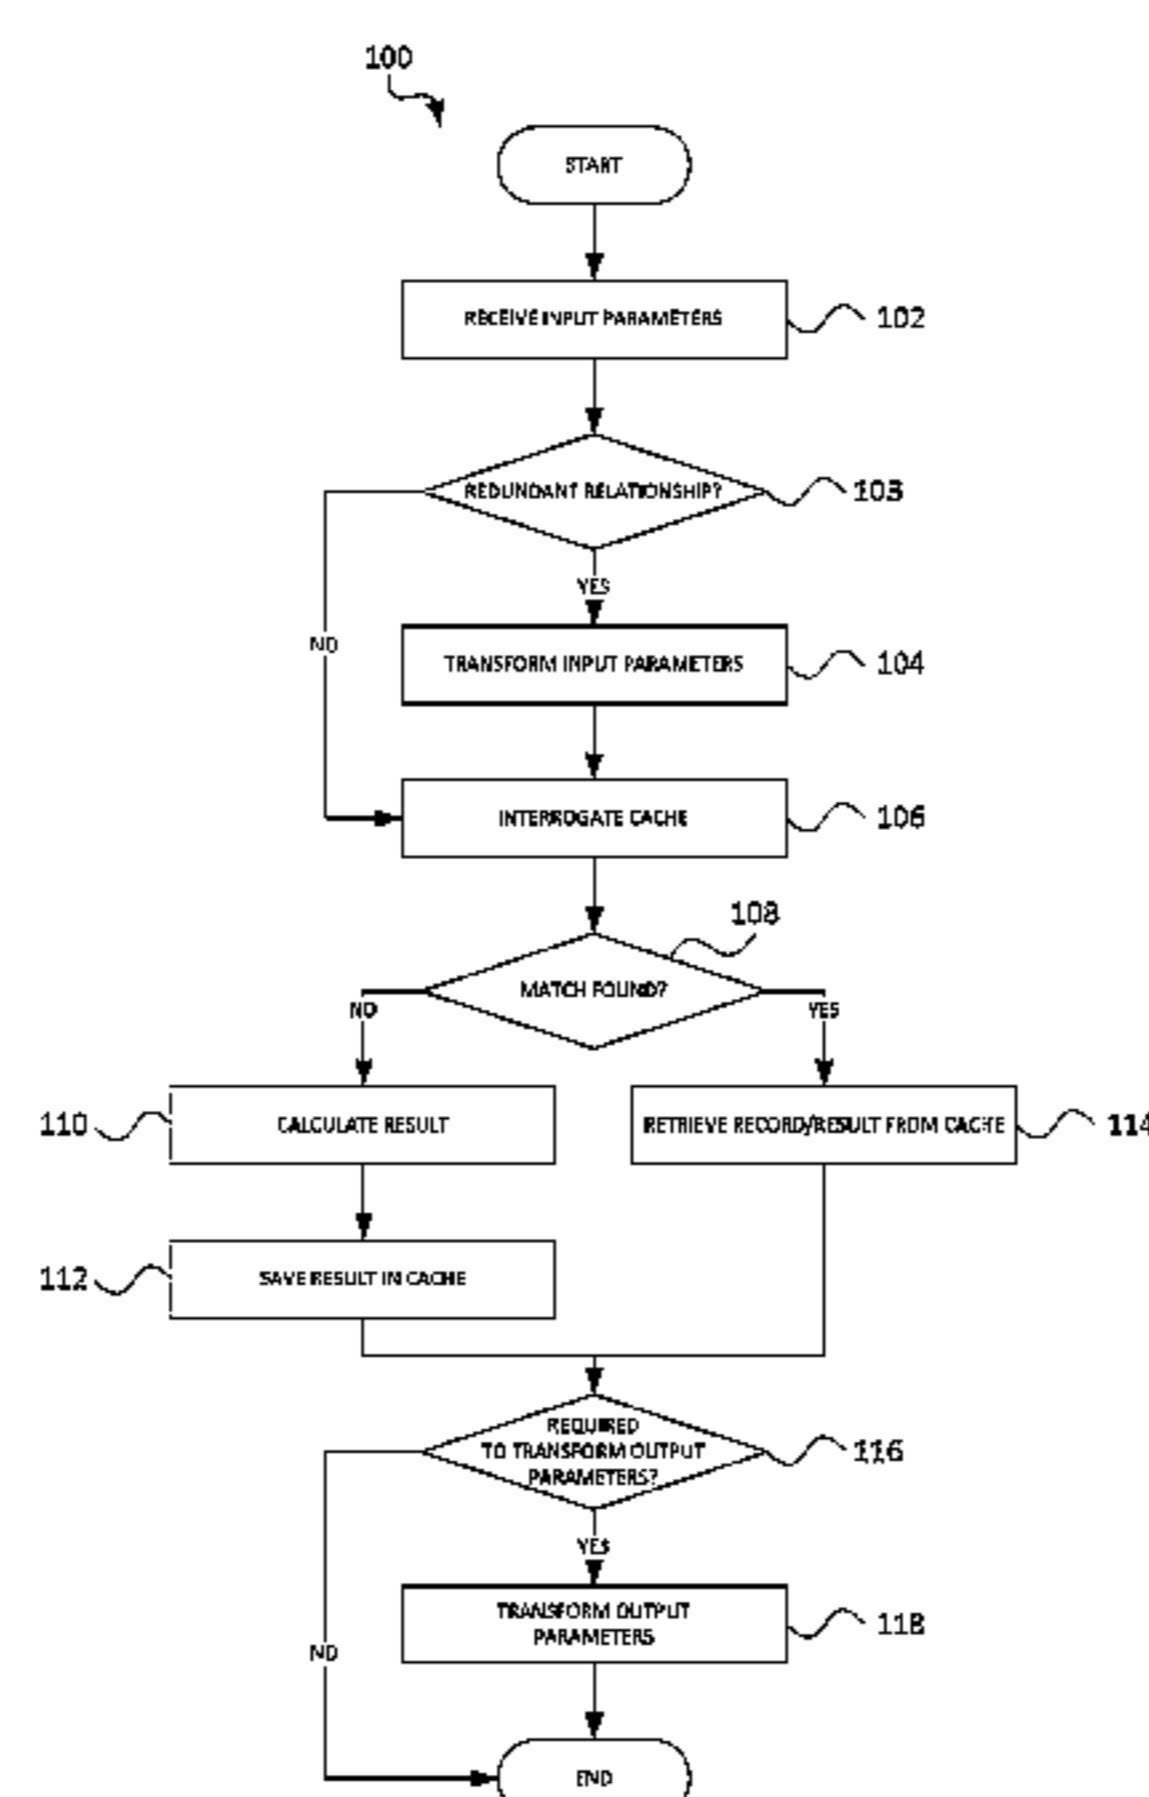 100
START
RECEIVE INPUT PARAMETERS
102
REDUNDANT RELATIONSHIP?
103
YES
NO
TRANSFORM INPUT PARAMETERS
104
INTERROGATE CACHE
106
108
MATCH FOUND?
NO
YES
110
CALCULATE RESULT
RETRIEVE RECORD/RESULT FROM CACHE
114
112
SAVE RESULT IN CACHE
REQUIRED
TO TRANSFORM OUTPUT
PARAMETERS?
116
YES
TRANSFORM OUTPUT
PARAMETERS
118
NO
END